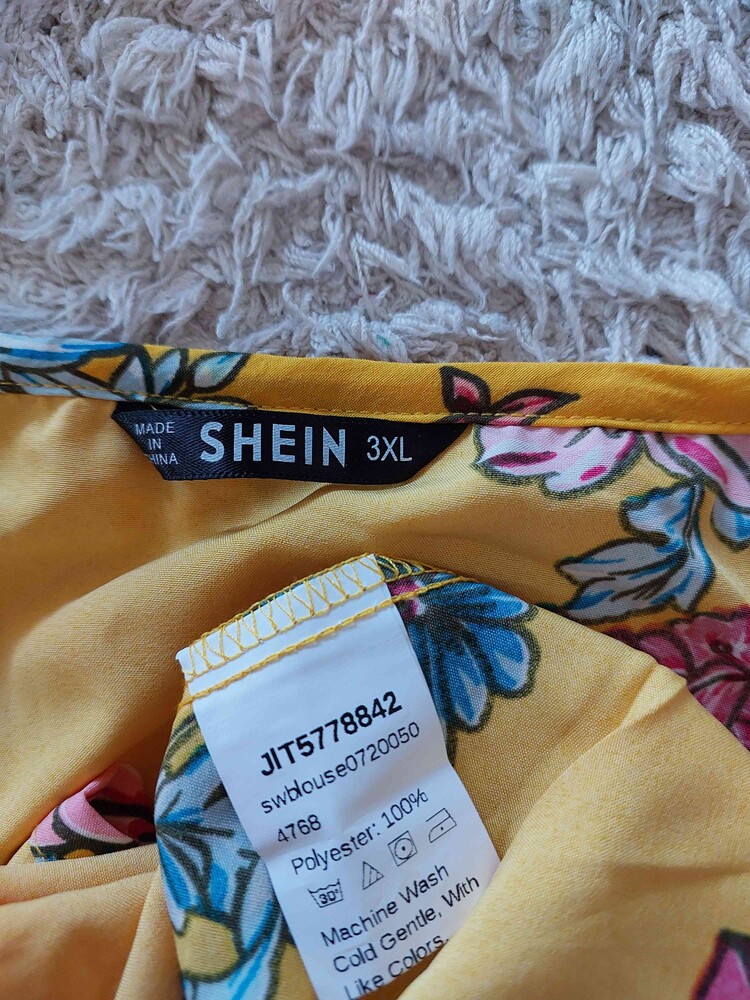 MADE
IN
CHINA
SHEIN 3XL
JIT5778842
swblouse0720050
4768
Polyester: 100%
30°
Machine Wash
Cold Gentle, With
Like Colors,